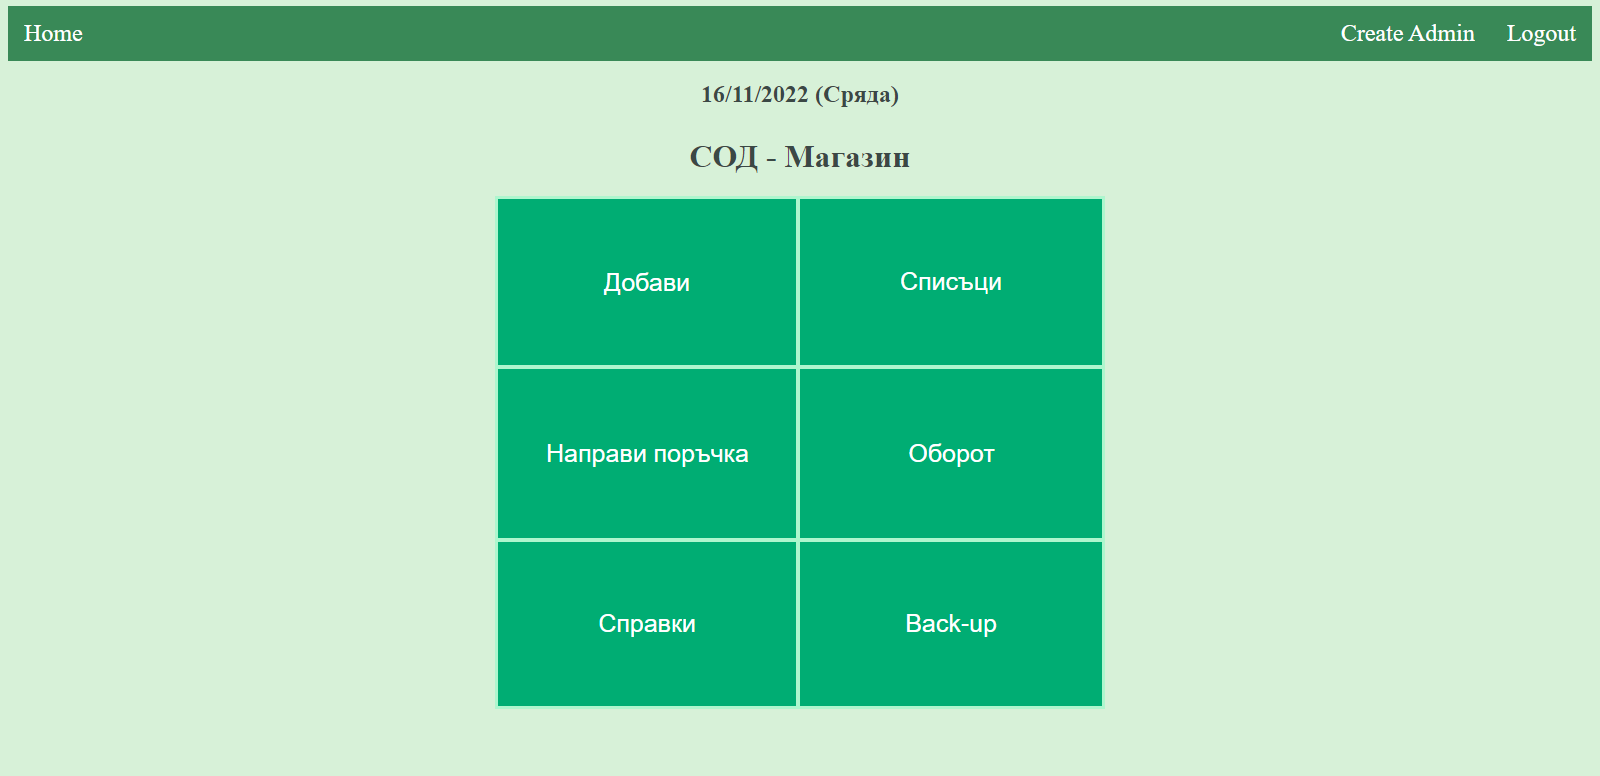 Home Create Admin Logout
16/11/2022 (Сряда)
СОД - Магазин
Добави Списъци
Направи поръчка Оборот
Справки Back-up